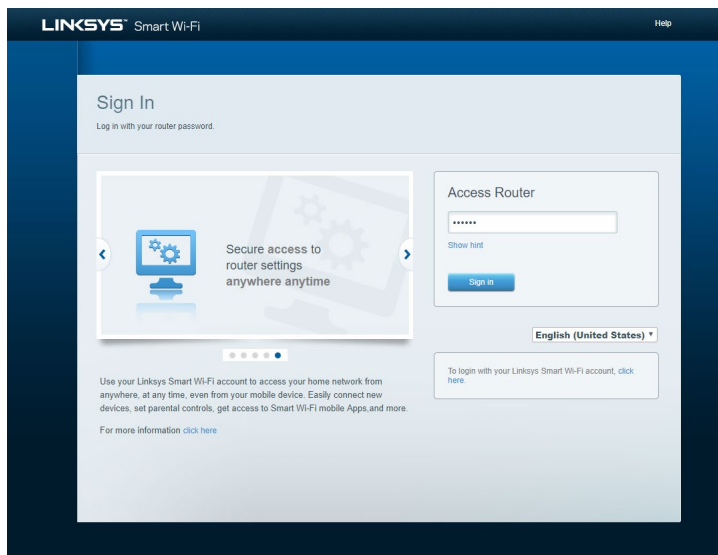 LINKSYS™ Smart Wi-Fi
Help
Sign In
Log in with your router password.
Secure access to
router settings
anywhere anytime
Use your Linksys Smart Wi-Fi account to access your home network from
anywhere, at any time, even from your mobile device. Easily connect new
devices, set parental controls, get access to Smart Wi-Fi mobile Apps,and more.
For more information click here
Access Router
••••••
Show hint
Sign in
English (United States)
To login with your Linksys Smart Wi-Fi account, click
here.